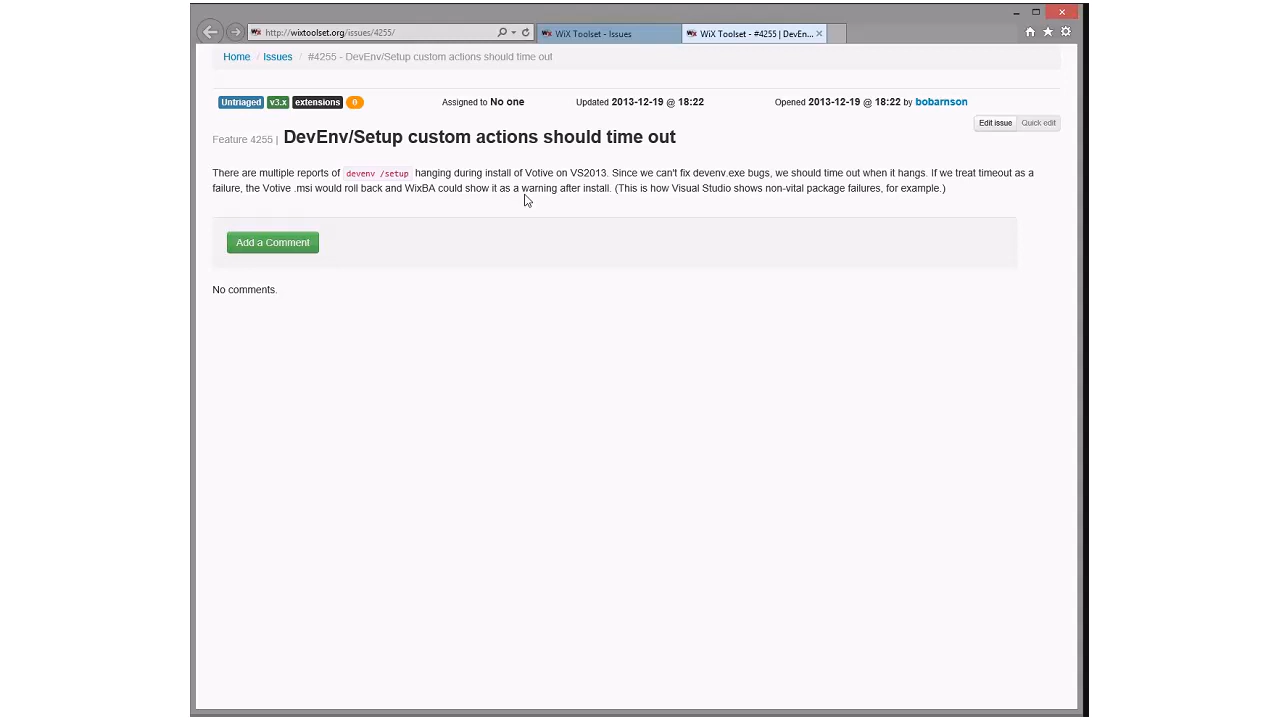 http://wixtoolset.org/issues/4255/
WiX Toolset - Issues
WiX Toolset - #4255 | DevEn...
Home / Issues / #4255 - DevEnv/Setup custom actions should time out
Untriaged v3.x extensions 0 Assigned to No one Updated 2013-12-19 @ 18:22 Opened 2013-12-19 @ 18:22 by bobarnson
Edit issue Quick edit
Feature 4255 | DevEnv/Setup custom actions should time out
There are multiple reports of devenv /setup hanging during install of Votive on VS2013. Since we can't fix devenv.exe bugs, we should time out when it hangs. If we treat timeout as a
failure, the Votive .msi would roll back and WixBA could show it as a warning after install. (This is how Visual Studio shows non-vital package failures, for example.)
Add a Comment
No comments.